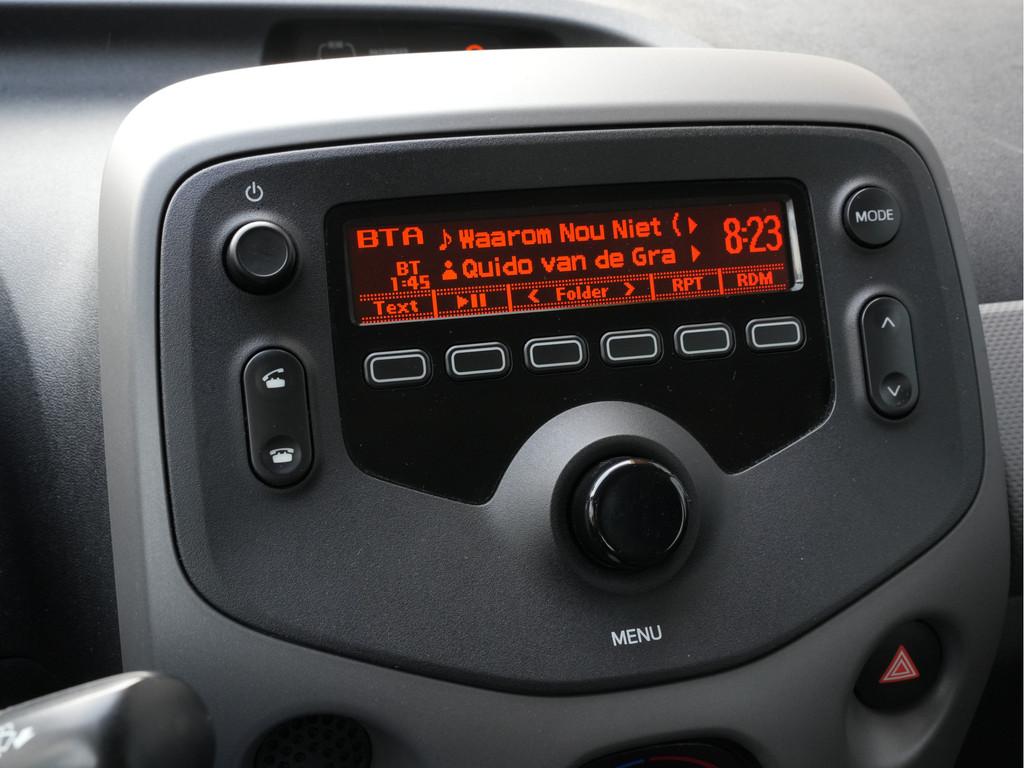 BTA ♪ Waarom Nou Niet ( 8:23
BT Quido van de Gra
1:45
Text ►II < Folder > RPT RDM
MODE
MENU